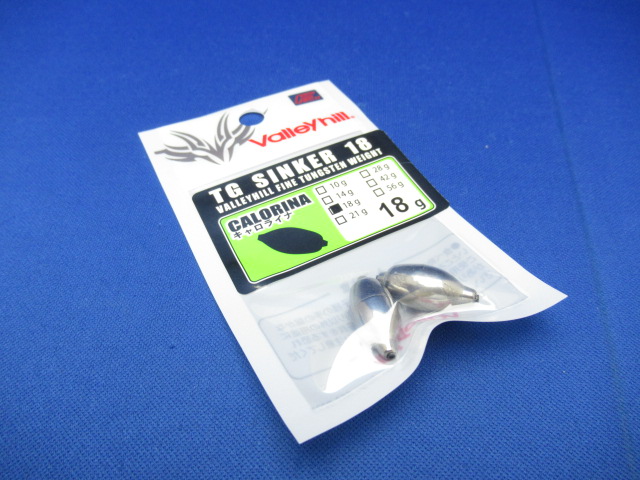 Valleyhill
TG SINKER 18
VALLEYHILL FINE TUNGSTEN WEIGHT
CALORINA
キャロライナ
10g
14g
18g
21g
28g
42g
56g
18g